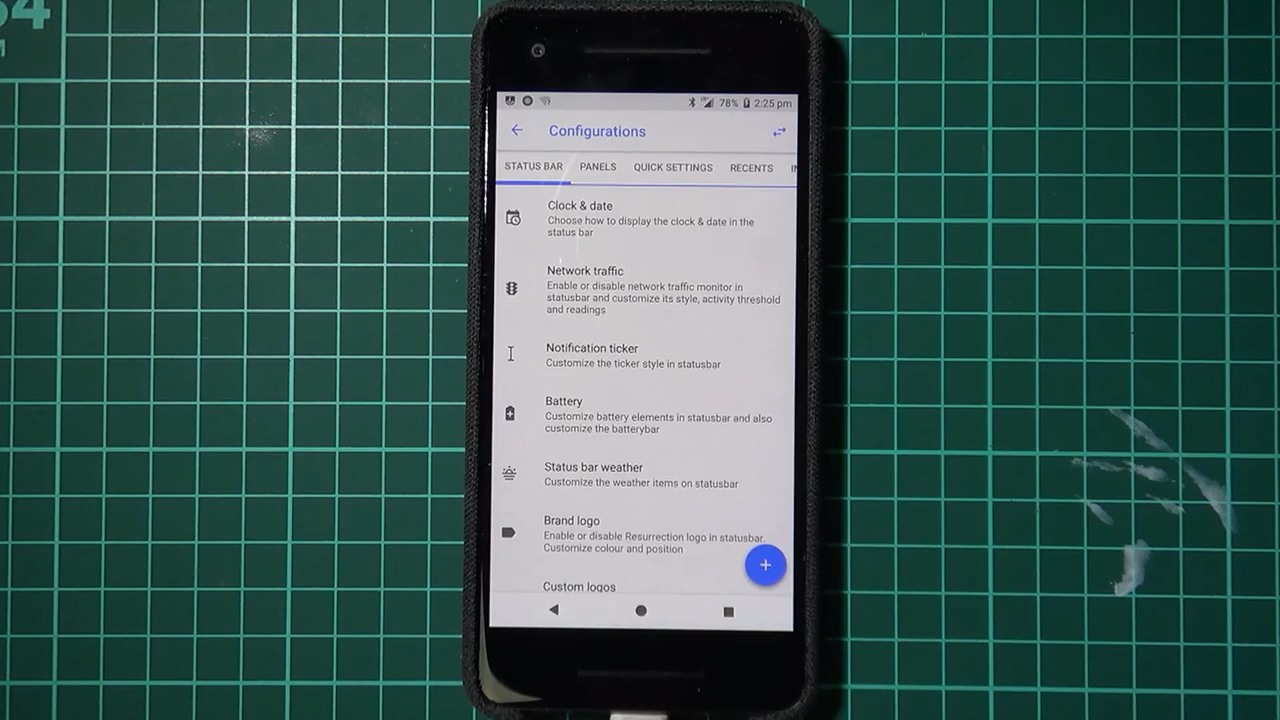 54
78% 2:25 pm
Configurations
STATUS BAR PANELS QUICK SETTINGS RECENTS
Clock & date
Choose how to display the clock & date in the
status bar
Network traffic
Enable or disable network traffic monitor in
statusbar and customize its style, activity threshold
and readings
Notification ticker
Customize the ticker style in statusbar
Battery
Customize battery elements in statusbar and also
customize the batterybar
Status bar weather
Customize the weather items on statusbar
Brand logo
Enable or disable Resurrection logo in statusbar.
Customize colour and position
Custom logos